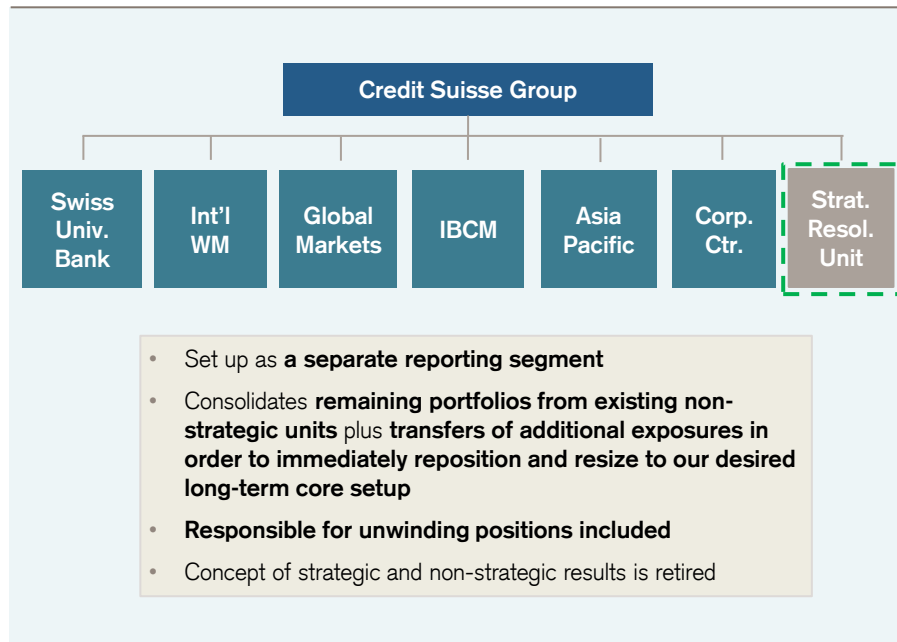 Credit Suisse Group
Swiss
Univ.
Bank
Int'l
WM
Global
Markets
IBCM
Asia
Pacific
Corp.
Ctr.
Strat.
Resol.
Unit
• Set up as a separate reporting segment
• Consolidates remaining portfolios from existing non-
strategic units plus transfers of additional exposures in
order to immediately reposition and resize to our desired
long-term core setup
• Responsible for unwinding positions included
• Concept of strategic and non-strategic results is retired